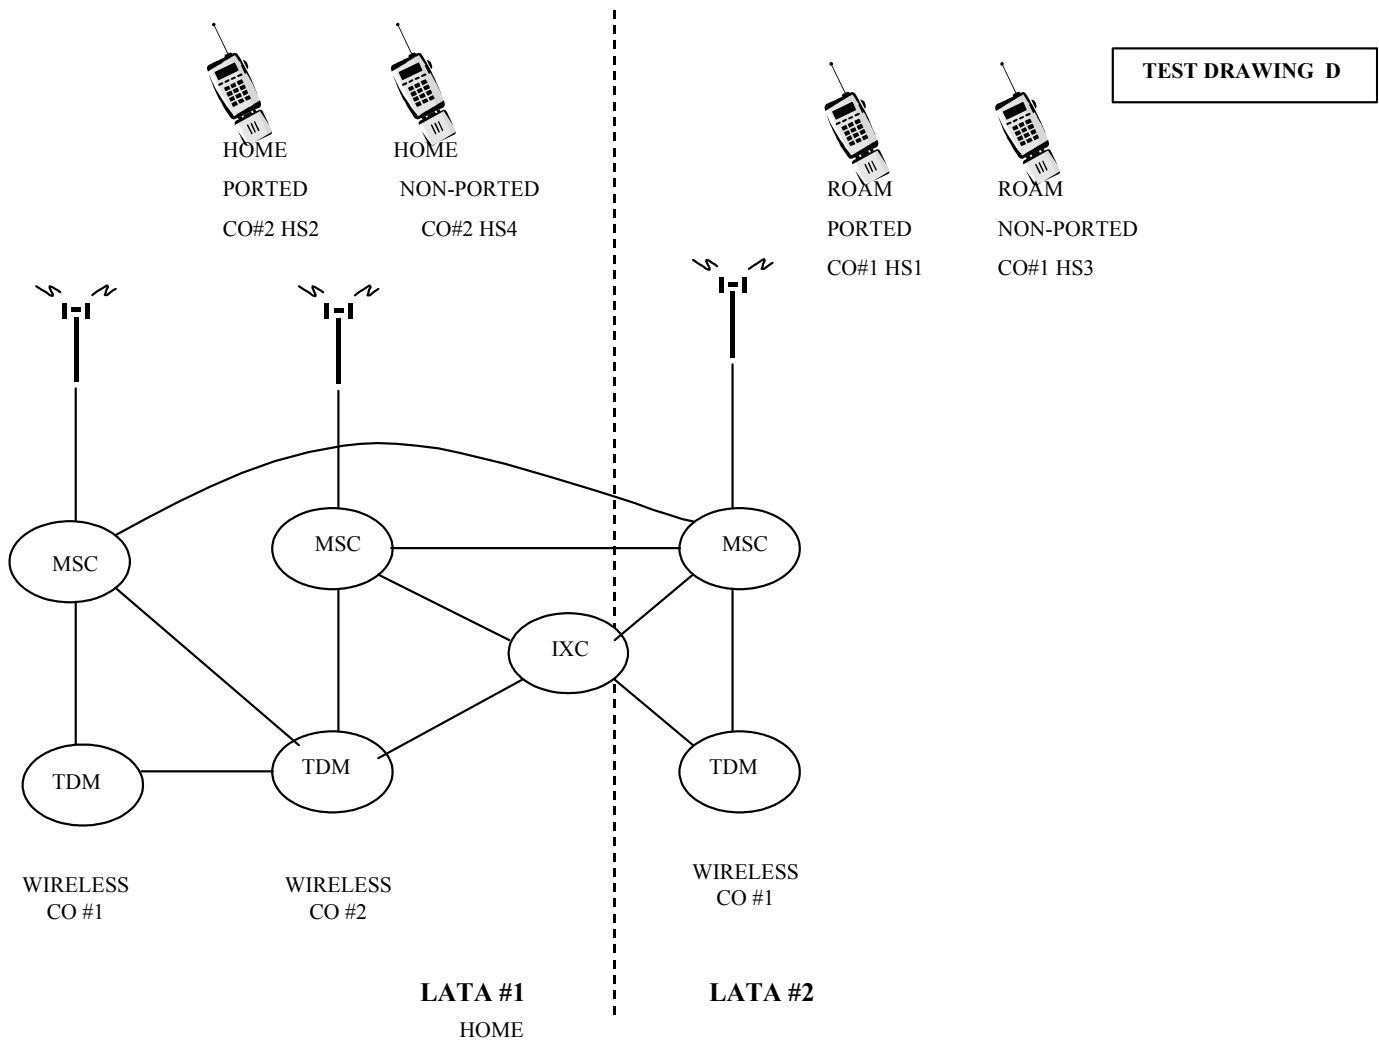 TEST DRAWING D
HOME
PORTED
CO#2 HS2
HOME
NON-PORTED
CO#2 HS4
ROAM
PORTED
CO#1 HS1
ROAM
NON-PORTED
CO#1 HS3
MSC
MSC
MSC
IXC
TDM
TDM
TDM
WIRELESS
CO #1
WIRELESS
CO #2
WIRELESS
CO #1
LATA #1
HOME
LATA #2